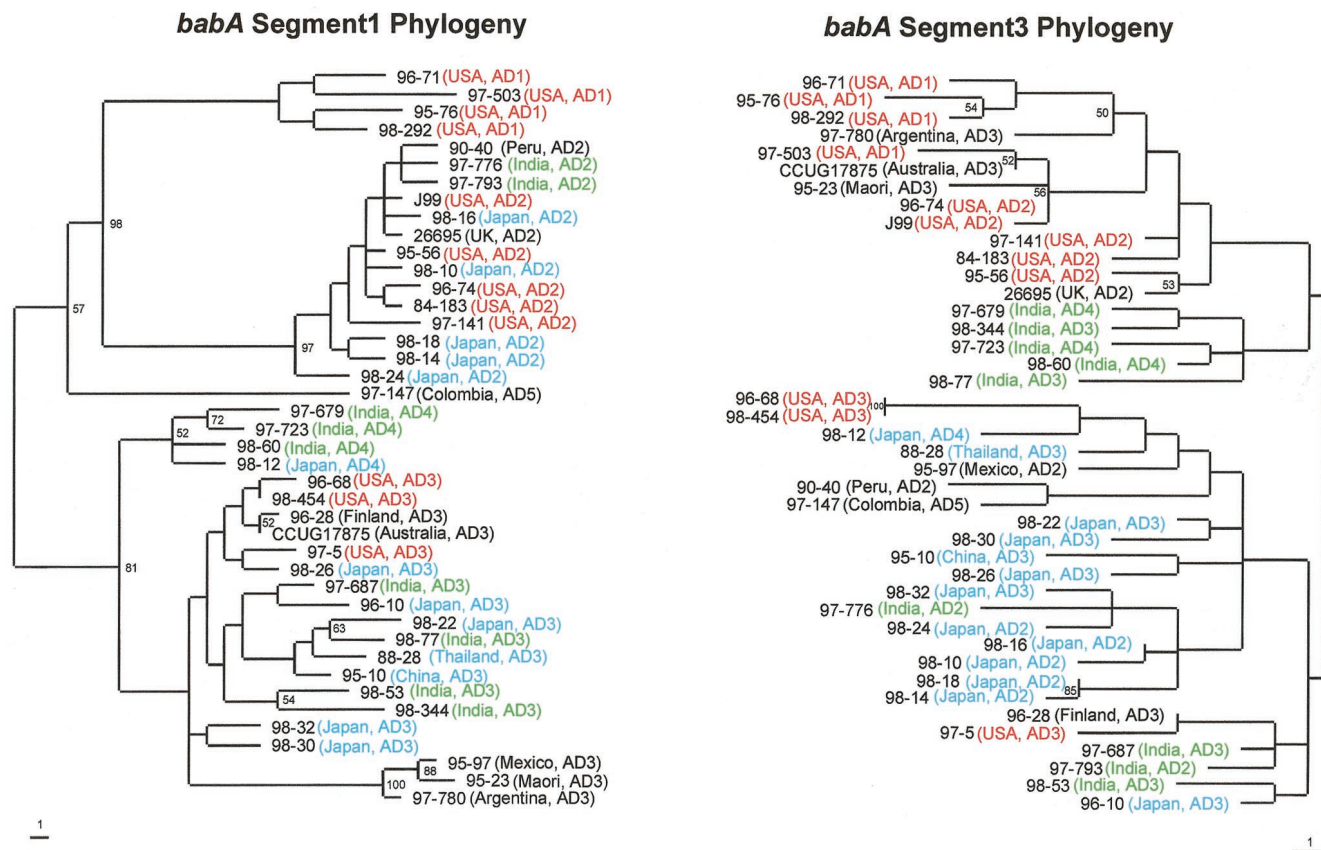 babA Segment1 Phylogeny
96-71 (USA, AD1)
97-503 (USA, AD1)
95-76 (USA, AD1)
98-292 (USA, AD1)
90-40 (Peru, AD2)
97-776 (India, AD2)
97-793 (India, AD2)
J99 (USA, AD2)
98-16 (Japan, AD2)
98
26695 (UK, AD2)
95-56 (USA, AD2)
98-10 (Japan, AD2)
96-74 (USA, AD2)
57
84-183 (USA, AD2)
97-141 (USA, AD2)
98-18 (Japan, AD2)
97
98-14 (Japan, AD2)
98-24 (Japan, AD2)
97-147 (Colombia, AD5)
97-679 (India, AD4)
72
97-723 (India, AD4)
52
98-60 (India, AD4)
98-12 (Japan, AD4)
96-68 (USA, AD3)
98-454 (USA, AD3)
96-28 (Finland, AD3)
52
CCUG17875 (Australia, AD3)
97-5 (USA, AD3)
81
98-26 (Japan, AD3)
97-687 (India, AD3)
96-10 (Japan, AD3)
98-22 (Japan, AD3)
63
98-77 (India, AD3)
88-28 (Thailand, AD3)
95-10 (China, AD3)
98-53 (India, AD3)
54
98-344 (India, AD3)
98-32 (Japan, AD3)
98-30 (Japan, AD3)
95-97 (Mexico, AD3)
88
95-23 (Maori, AD3)
100
97-780 (Argentina, AD3)
1
babA Segment3 Phylogeny
96-71 (USA, AD1)
95-76 (USA, AD1)
54
98-292 (USA, AD1)
50
97-780 (Argentina, AD3)
97-503 (USA, AD1)
52
CCUG17875 (Australia, AD3)
95-23 (Maori, AD3)
56
96-74 (USA, AD2)
J99 (USA, AD2)
97-141 (USA, AD2)
84-183 (USA, AD2)
95-56 (USA, AD2)
53
26695 (UK, AD2)
97-679 (India, AD4)
98-344 (India, AD3)
97-723 (India, AD4)
98-60 (India, AD4)
98-77 (India, AD3)
96-68 (USA, AD3)
100
98-454 (USA, AD3)
98-12 (Japan, AD4)
88-28 (Thailand, AD3)
95-97 (Mexico, AD2)
90-40 (Peru, AD2)
97-147 (Colombia, AD5)
98-22 (Japan, AD3)
98-30 (Japan, AD3)
95-10 (China, AD3)
98-26 (Japan, AD3)
98-32 (Japan, AD3)
97-776 (India, AD2)
98-24 (Japan, AD2)
98-16 (Japan, AD2)
98-10 (Japan, AD2)
98-18 (Japan, AD2)
85
98-14 (Japan, AD2)
96-28 (Finland, AD3)
97-5 (USA, AD3)
97-687 (India, AD3)
97-793 (India, AD2)
98-53 (India, AD3)
96-10 (Japan, AD3)
1